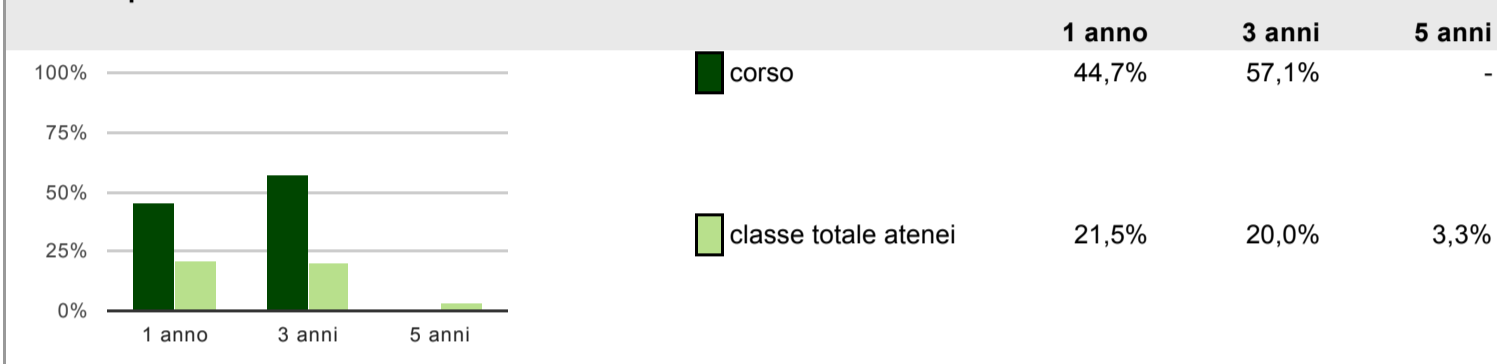 1 anno 3 anni 5 anni
100%
75%
50%
25%
0%
1 anno 3 anni 5 anni
corso 44,7% 57,1% -
classe totale atenei 21,5% 20,0% 3,3%